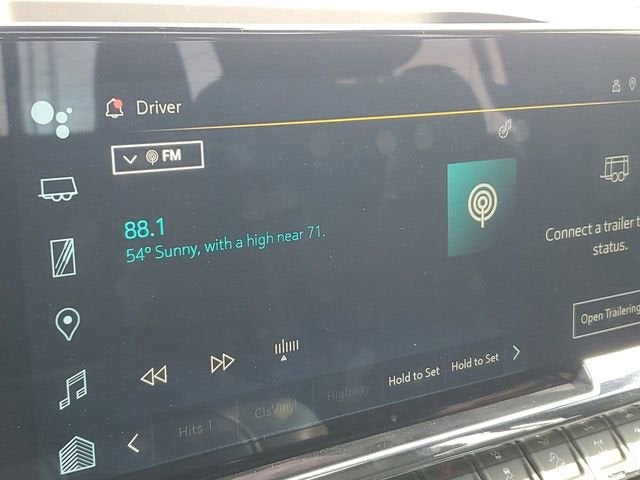 Driver
FM
88.1
54° Sunny, with a high near 71.
Connect a trailer t
status.
Open Trailering
Hits 1
ClsVinyl
Highway
Hold to Set
Hold to Set